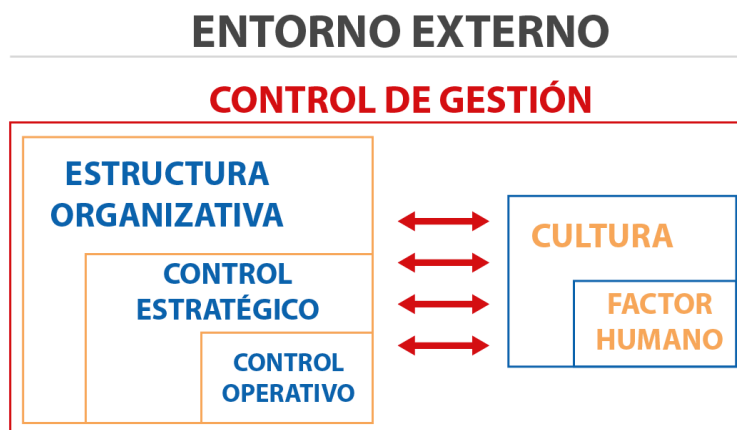 ENTORNO EXTERNO
CONTROL DE GESTIÓN
ESTRUCTURA
ORGANIZATIVA
CONTROL
ESTRATÉGICO
CONTROL
OPERATIVO
CULTURA
FACTOR
HUMANO